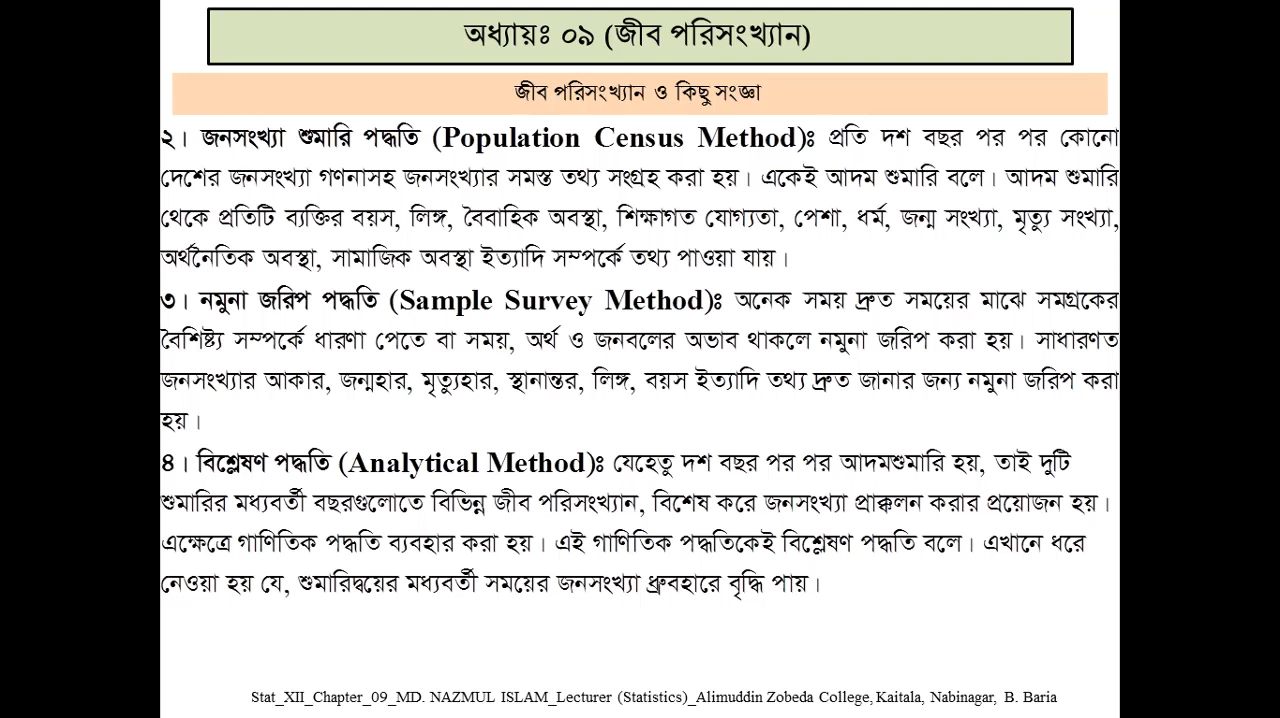 অধ্যায়ঃ ০৯ (জীব পরিসংখ্যান)
জীব পরিসংখ্যান ও কিছু সংজ্ঞা
২। জনসংখ্যা শুমারি পদ্ধতি (Population Census Method)ঃ প্রতি দশ বছর পর পর কোনো
দেশের জনসংখ্যা গণনাসহ জনসংখ্যার সমস্ত তথ্য সংগ্রহ করা হয়। একেই আদম শুমারি বলে। আদম শুমারি
থেকে প্রতিটি ব্যক্তির বয়স, লিঙ্গ, বৈবাহিক অবস্থা, শিক্ষাগত যোগ্যতা, পেশা, ধর্ম, জন্ম সংখ্যা, মৃত্যু সংখ্যা,
অর্থনৈতিক অবস্থা, সামাজিক অবস্থা ইত্যাদি সম্পর্কে তথ্য পাওয়া যায়।
৩। নমুনা জরিপ পদ্ধতি (Sample Survey Method)ঃ অনেক সময় দ্রুত সময়ের মাঝে সমগ্রকের
বৈশিষ্ট্য সম্পর্কে ধারণা পেতে বা সময়, অর্থ ও জনবলের অভাব থাকলে নমুনা জরিপ করা হয়। সাধারণত
জনসংখ্যার আকার, জন্মহার, মৃত্যুহার, স্থানান্তর, লিঙ্গ, বয়স ইত্যাদি তথ্য দ্রুত জানার জন্য নমুনা জরিপ করা
হয়।
৪। বিশ্লেষণ পদ্ধতি (Analytical Method)ঃ যেহেতু দশ বছর পর পর আদমশুমারি হয়, তাই দুটি
শুমারির মধ্যবর্তী বছরগুলোতে বিভিন্ন জীব পরিসংখ্যান, বিশেষ করে জনসংখ্যা প্রাক্কলন করার প্রয়োজন হয়।
এক্ষেত্রে গাণিতিক পদ্ধতি ব্যবহার করা হয়। এই গাণিতিক পদ্ধতিকেই বিশ্লেষণ পদ্ধতি বলে। এখানে ধরে
নেওয়া হয় যে, শুমারিদ্বয়ের মধ্যবর্তী সময়ের জনসংখ্যা ধ্রুবহারে বৃদ্ধি পায়।
Stat_XII_Chapter_09_MD. NAZMUL ISLAM_Lecturer (Statistics)_Alimuddin Zobeda College, Kaitala, Nabinagar, B. Baria